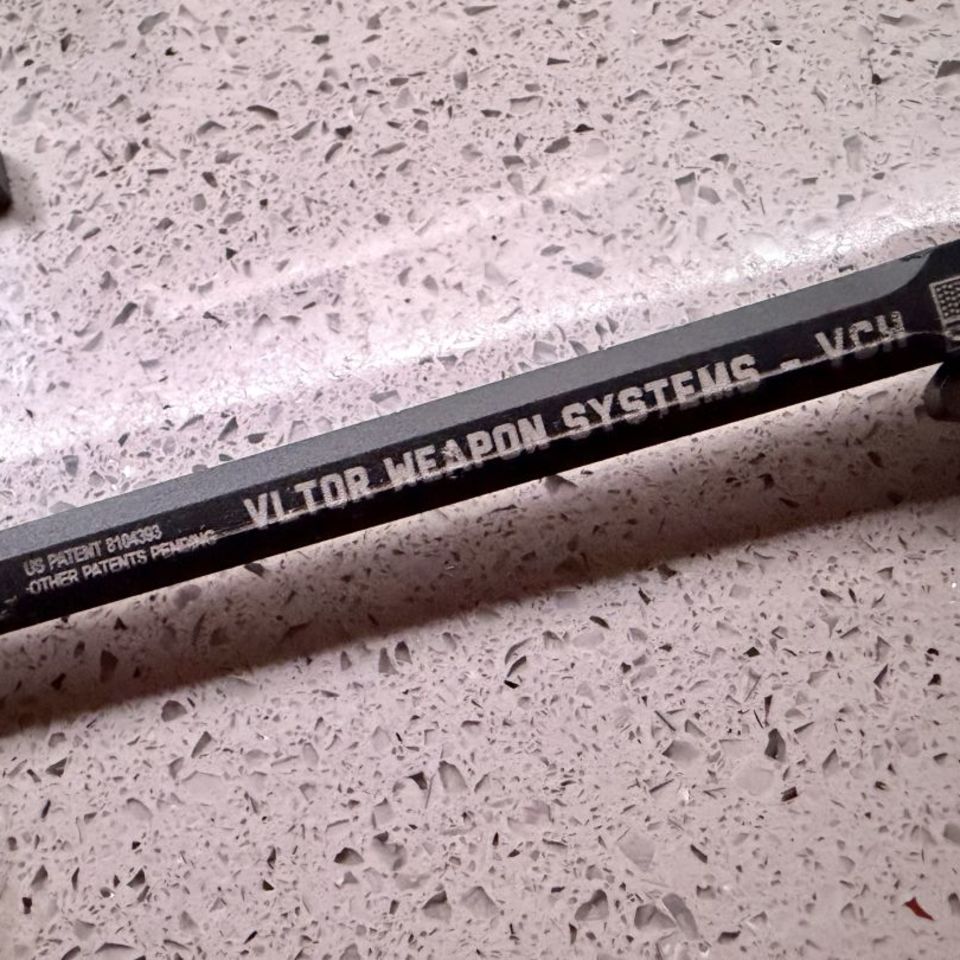 US PATENT 8104393
OTHER PATENTS PENDING
VLTOR WEAPON SYSTEMS - VCH